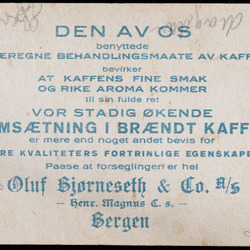 DEN AV OS
benyttede
EREGNE BEHANDLINGSMAATE AV KAFF
bevirker
AT KAFFENS FINE SMAK
OG RIKE AROMA KOMMER
til sin fulde ret
VOR STADIG ØKENDE
MSÆTNING I BRÆNDT KAFF
er mere end noget andet bevis for
RE KVALITETERS FORTRINLIGE EGENSKAPE
Paase at forseglingen er hel
Oluf Bjørneseth & Co. A/s
Henr. Magnus C. s.
Bergen